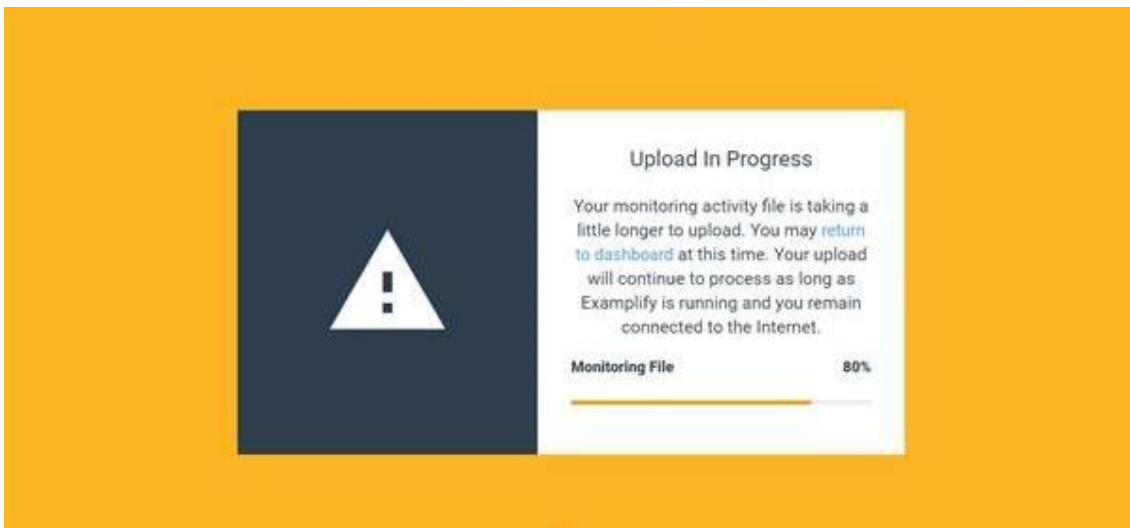 Upload In Progress
Your monitoring activity file is taking a
little longer to upload. You may return
to dashboard at this time. Your upload
will continue to process as long as
Examplify is running and you remain
connected to the Internet.
Monitoring File 80%